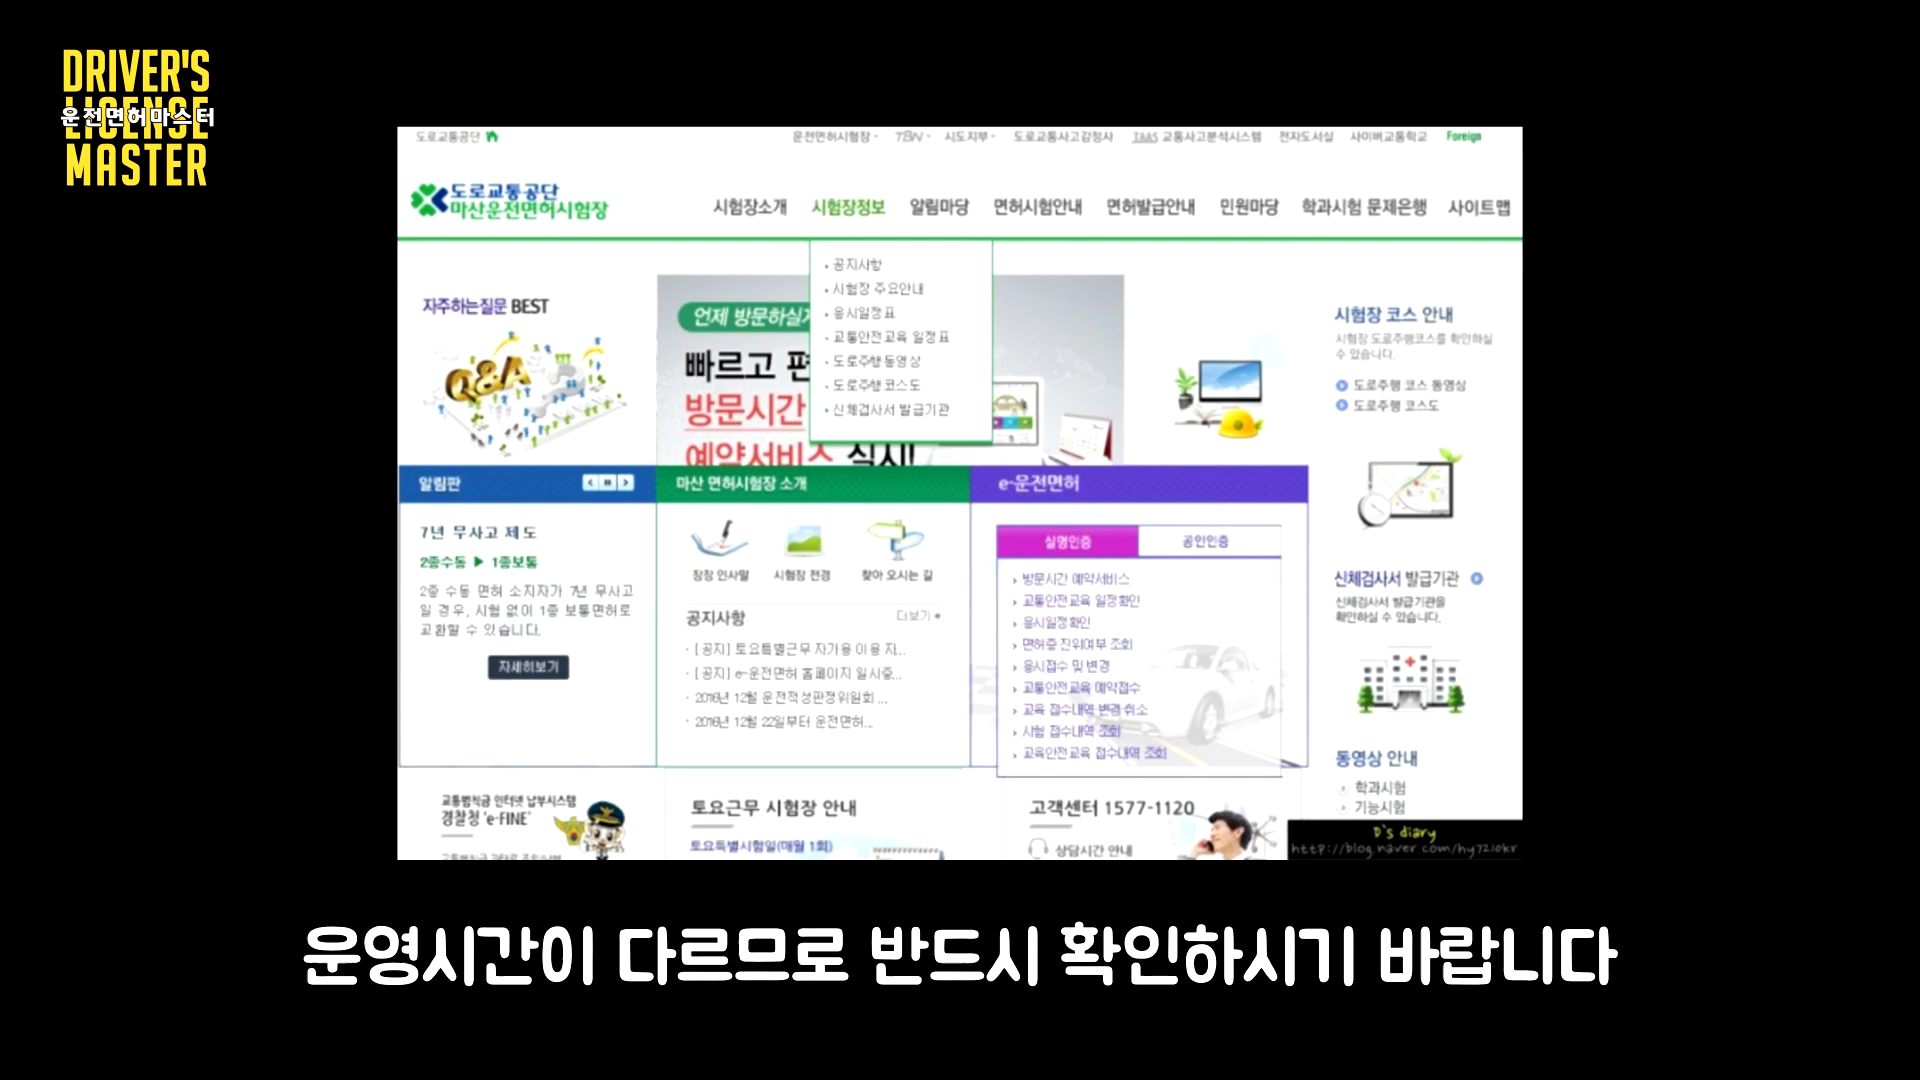 DRIVER'S
LICENSE
운전면허마스터
MASTER
도로교통공단
운전면허시험장 TBN 시도지부 도로교통사고감정사 TAAS 교통사고분석시스템 전자도서실 사이버교통학교 Foreign
도로교통공단
마산운전면허시험장
시험장소개 시험장정보 알림마당 면허시험안내 면허발급안내 민원마당 학과시험 문제은행 사이트맵
공지사항
시험장 주요안내
응시일정표
교통안전교육 일정표
도로주행동영상
도로주행코스도
신체검사서 발급기관
자주하는질문 BEST
Q&A
언제 방문하실
빠르고 편
방문시간
예약서비스 실시!
시험장 코스 안내
시험장 도로주행코스를 확인하실
수 있습니다.
도로주행 코스 동영상
도로주행 코스도
알림판
7년 무사고 제도
2종수동 ▶ 1종보통
2종 수동 면허 소지자가 7년 무사고
일 경우, 시험 없이 1종 보통면허로
교환할 수 있습니다.
자세히보기
마산 면허시험장 소개
장장 인사말 시험장 전경 찾아 오시는 길
공지사항 더보기 +
· [공지] 토요특별근무 자가용 이용 자...
· [공지] e-운전면허 홈페이지 일시중...
· 2016년 12월 운전적성판정위원회 ...
· 2016년 12월 22일부터 운전면허...
e-운전면허
실명인증 공인인증
방문시간 예약서비스
교통안전교육 일정확인
응시일정확인
면허증 진위여부 조회
응시접수 및 변경
교통안전교육 예약접수
교육 접수내역 변경 취소
시험 접수내역 조회
교육안전교육 접수내역 조회
신체검사서 발급기관
신체검사서 발급기관을
확인하실 수 있습니다.
동영상 안내
학과시험
기능시험
교통범칙금 인터넷 납부시스템
경찰청 'e-FINE'
토요근무 시험장 안내
토요특별시험일(매월 1회)
고객센터 1577-1120
상담시간 안내
D's diary
http://blog.naver.com/hy7210kr
운영시간이 다르므로 반드시 확인하시기 바랍니다